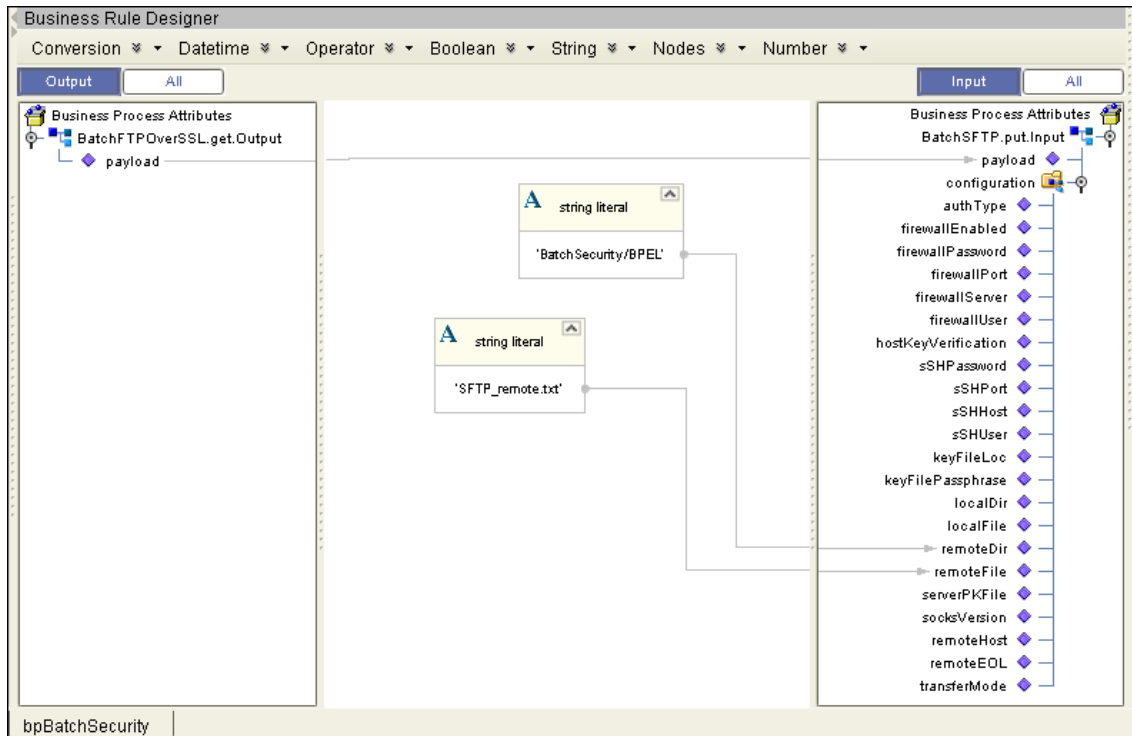 Business Rule Designer
Conversion Datetime Operator Boolean String Nodes Number
Output All Input All
Business Process Attributes
BatchFTPOverSSL.get.Output
payload
A string literal
'BatchSecurity/BPEL'
A string literal
'SFTP_remote.txt'
Business Process Attributes
BatchSFTP.put.Input
payload
configuration
authType
firewallEnabled
firewallPassword
firewallPort
firewallServer
firewallUser
hostKeyVerification
sSHPassword
sSHPort
sSHHost
sSHUser
keyFileLoc
keyFilePassphrase
localDir
localFile
remoteDir
remoteFile
serverPKFile
socksVersion
remoteHost
remoteEOL
transferMode
bpBatchSecurity